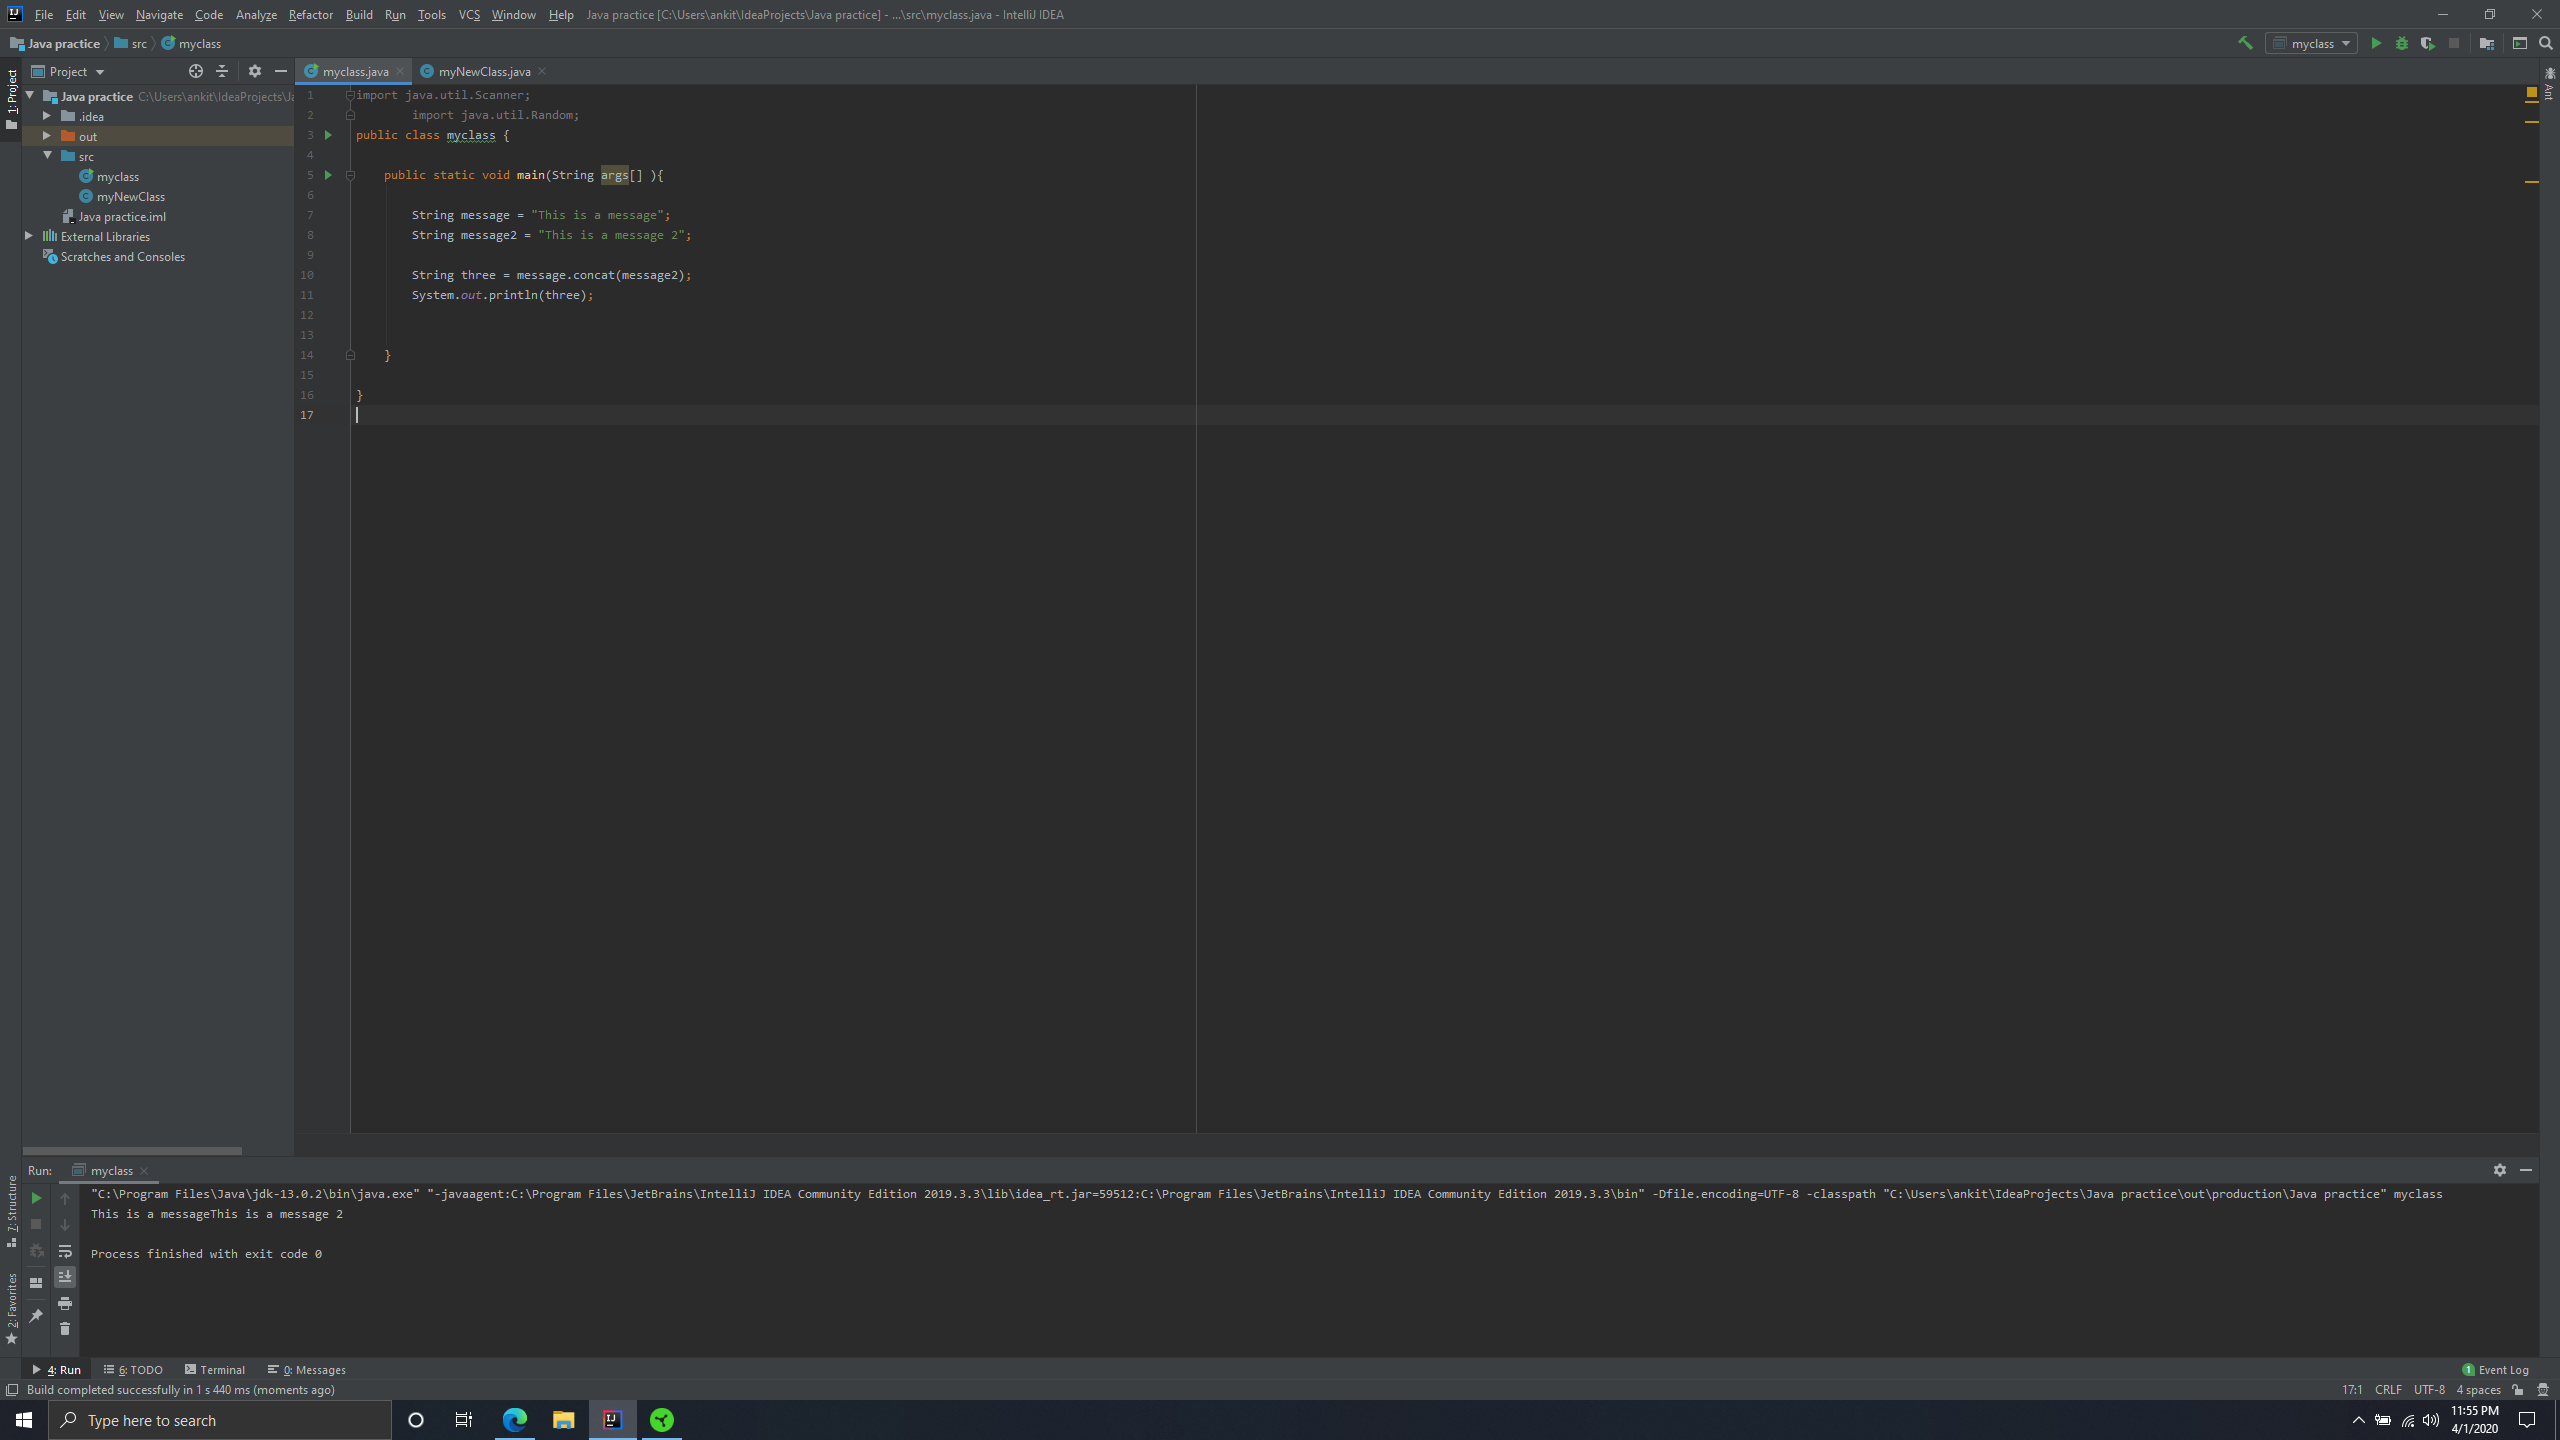 File Edit View Navigate Code Analyze Refactor Build Run Tools VCS Window Help Java practice [C:\Users\ankit\IdeaProjects\Java practice] - ...\src\myclass.java - IntelliJ IDEA
Java practice src myclass
myclass
1: Project
Project
myclass.java
myNewClass.java
Ant
Java practice C:\Users\ankit\IdeaProjects\Ja
.idea
out
src
myclass
myNewClass
Java practice.iml
External Libraries
Scratches and Consoles
1 import java.util.Scanner;
2 import java.util.Random;
3 public class myclass {
4
5 public static void main(String args[] ){
6
7 String message = "This is a message";
8 String message2 = "This is a message 2";
9
10 String three = message.concat(message2);
11 System.out.println(three);
12
13
14 }
15
16 }
17
Run: myclass
7: Structure
2: Favorites
"C:\Program Files\Java\jdk-13.0.2\bin\java.exe" "-javaagent:C:\Program Files\JetBrains\IntelliJ IDEA Community Edition 2019.3.3\lib\idea_rt.jar=59512:C:\Program Files\JetBrains\IntelliJ IDEA Community Edition 2019.3.3\bin" -Dfile.encoding=UTF-8 -classpath "C:\Users\ankit\IdeaProjects\Java practice\out\production\Java practice" myclass
This is a messageThis is a message 2
Process finished with exit code 0
4: Run 6: TODO Terminal 0: Messages 1 Event Log
Build completed successfully in 1 s 440 ms (moments ago) 17:1 CRLF UTF-8 4 spaces
Type here to search
11:55 PM
4/1/2020